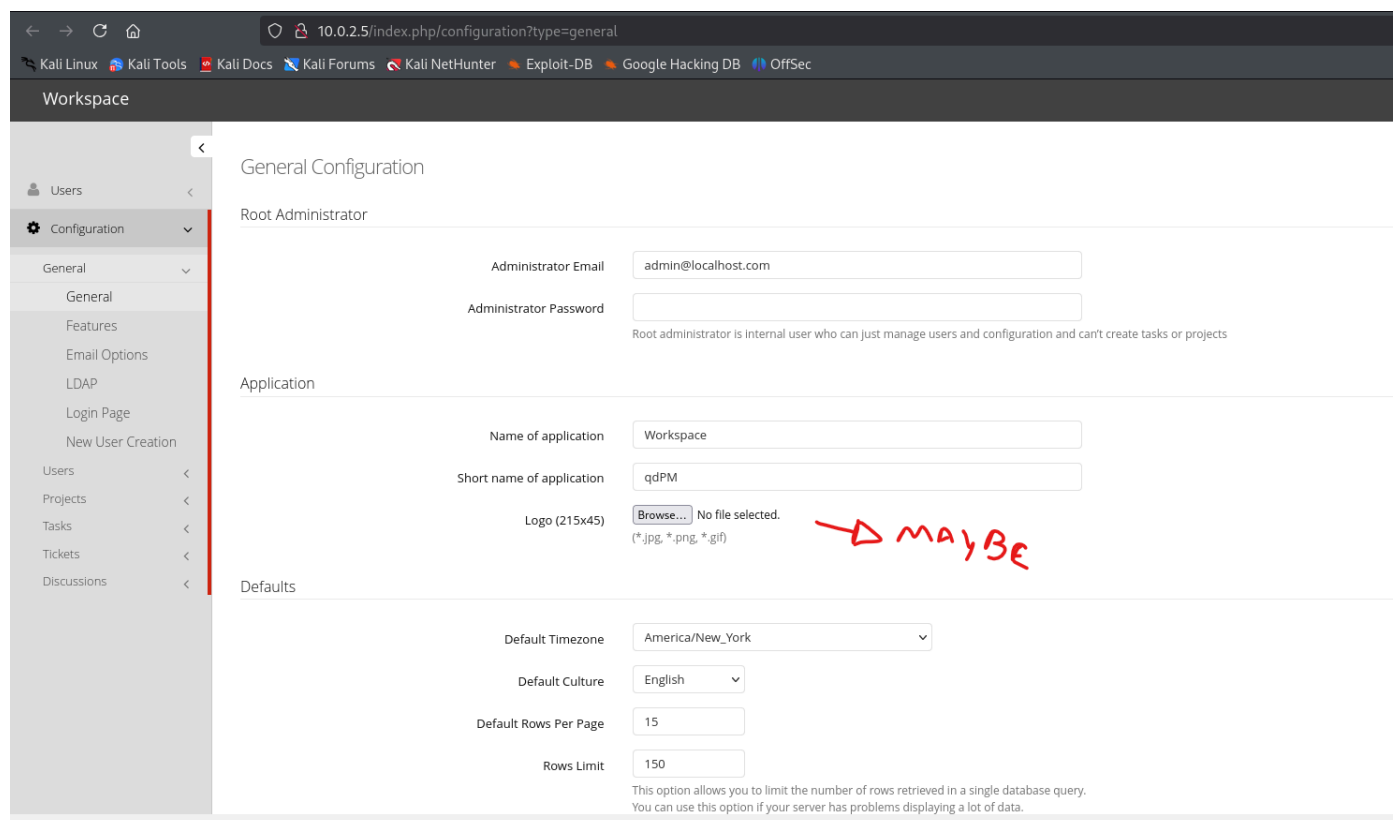 10.0.2.5/index.php/configuration?type=general
Kali Linux Kali Tools Kali Docs Kali Forums Kali NetHunter Exploit-DB Google Hacking DB OffSec
Workspace
Users
Configuration
General
General
Features
Email Options
LDAP
Login Page
New User Creation
Users
Projects
Tasks
Tickets
Discussions
General Configuration
Root Administrator
Administrator Email admin@localhost.com
Administrator Password
Root administrator is internal user who can just manage users and configuration and can't create tasks or projects
Application
Name of application Workspace
Short name of application qdPM
Logo (215x45) Browse... No file selected.
(*.jpg, *.png, *.gif)
MAYBE
Defaults
Default Timezone America/New_York
Default Culture English
Default Rows Per Page 15
Rows Limit 150
This option allows you to limit the number of rows retrieved in a single database query.
You can use this option if your server has problems displaying a lot of data.